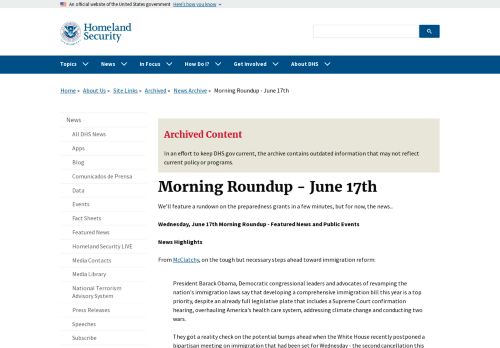 An official website of the United States government Here's how you know
Homeland
Security
Topics News In Focus How Do I? Get Involved About DHS
Home » About Us » Site Links » Archived » News Archive » Morning Roundup - June 17th
News
All DHS News
Apps
Blog
Comunicados de Prensa
Data
Events
Fact Sheets
Featured News
Homeland Security LIVE
Media Contacts
Media Library
National Terrorism
Advisory System
Press Releases
Speeches
Subscribe
Archived Content
In an effort to keep DHS.gov current, the archive contains outdated information that may not reflect
current policy or programs.
Morning Roundup - June 17th
We'll feature a rundown on the preparedness grants in a few minutes, but for now, the news..
Wednesday, June 17th Morning Roundup - Featured News and Public Events
News Highlights
From McClatchy, on the tough but necessary steps ahead toward immigration reform:
President Barack Obama, Democratic congressional leaders and advocates of revamping the
nation's immigration laws say that developing a comprehensive immigration bill this year is a top
priority, despite an already full legislative plate that includes a Supreme Court confirmation
hearing, overhauling America's health care system, addressing climate change and conducting two
wars.
They got a reality check on the potential bumps ahead when the White House recently postponed a
bipartisan meeting on immigration that had been set for Wednesday - the second cancellation this